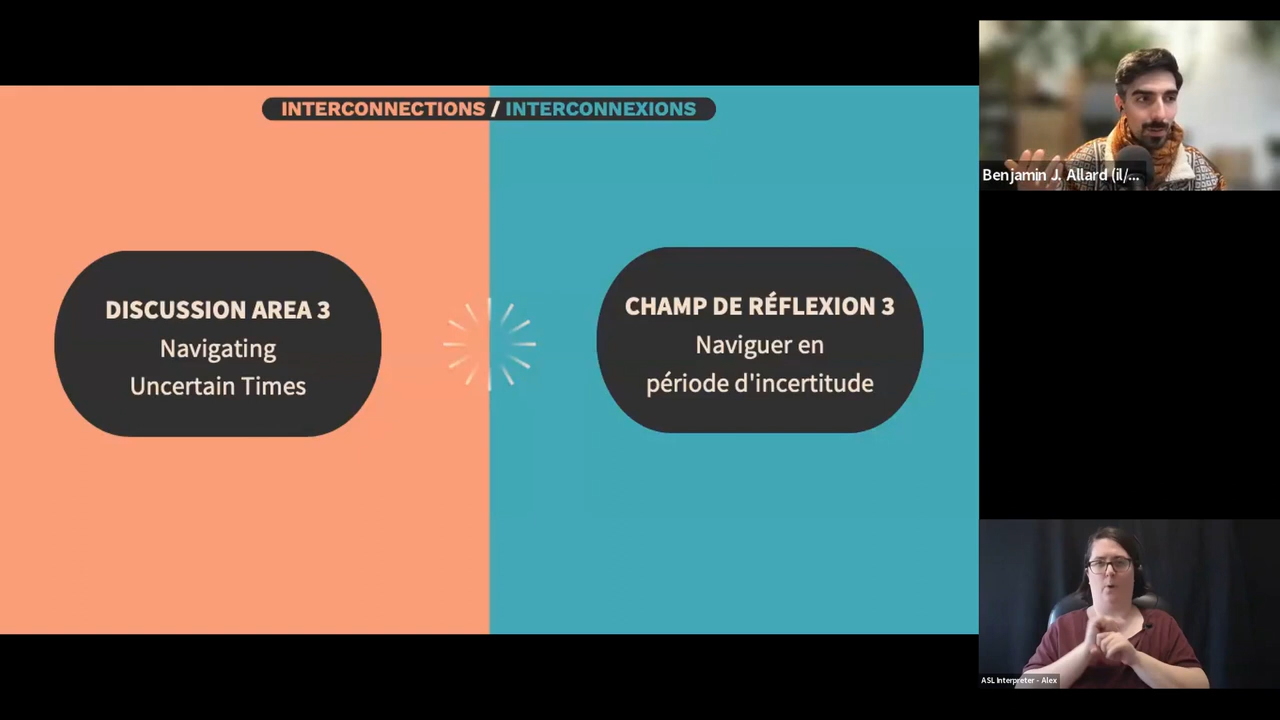 INTERCONNECTIONS / INTERCONNEXIONS
DISCUSSION AREA 3
Navigating
Uncertain Times
CHAMP DE RÉFLEXION 3
Naviguer en
période d'incertitude
Benjamin J. Allard (il/...
ASL Interpreter - Alex